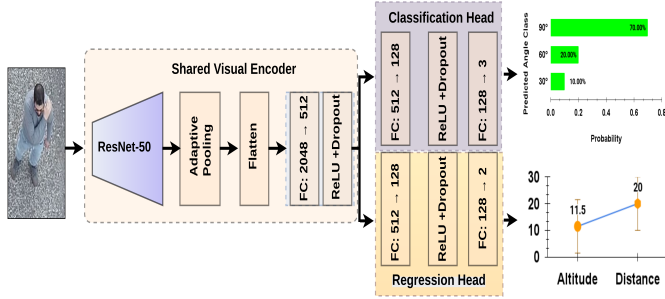 Shared Visual Encoder
ResNet-50
Adaptive
Pooling
Flatten
FC: 2048 → 512
ReLU +Dropout
Classification Head
FC: 512 → 128
ReLU +Dropout
FC: 128 → 3
FC: 512 → 128
ReLU +Dropout
FC: 128 → 2
Regression Head
Predicted Angle Class
90°
70.00%
60°
20.00%
30°
10.00%
0.0 0.2 0.4 0.6 0.8
Probability
30
20
10
0
11.5
20
Altitude Distance